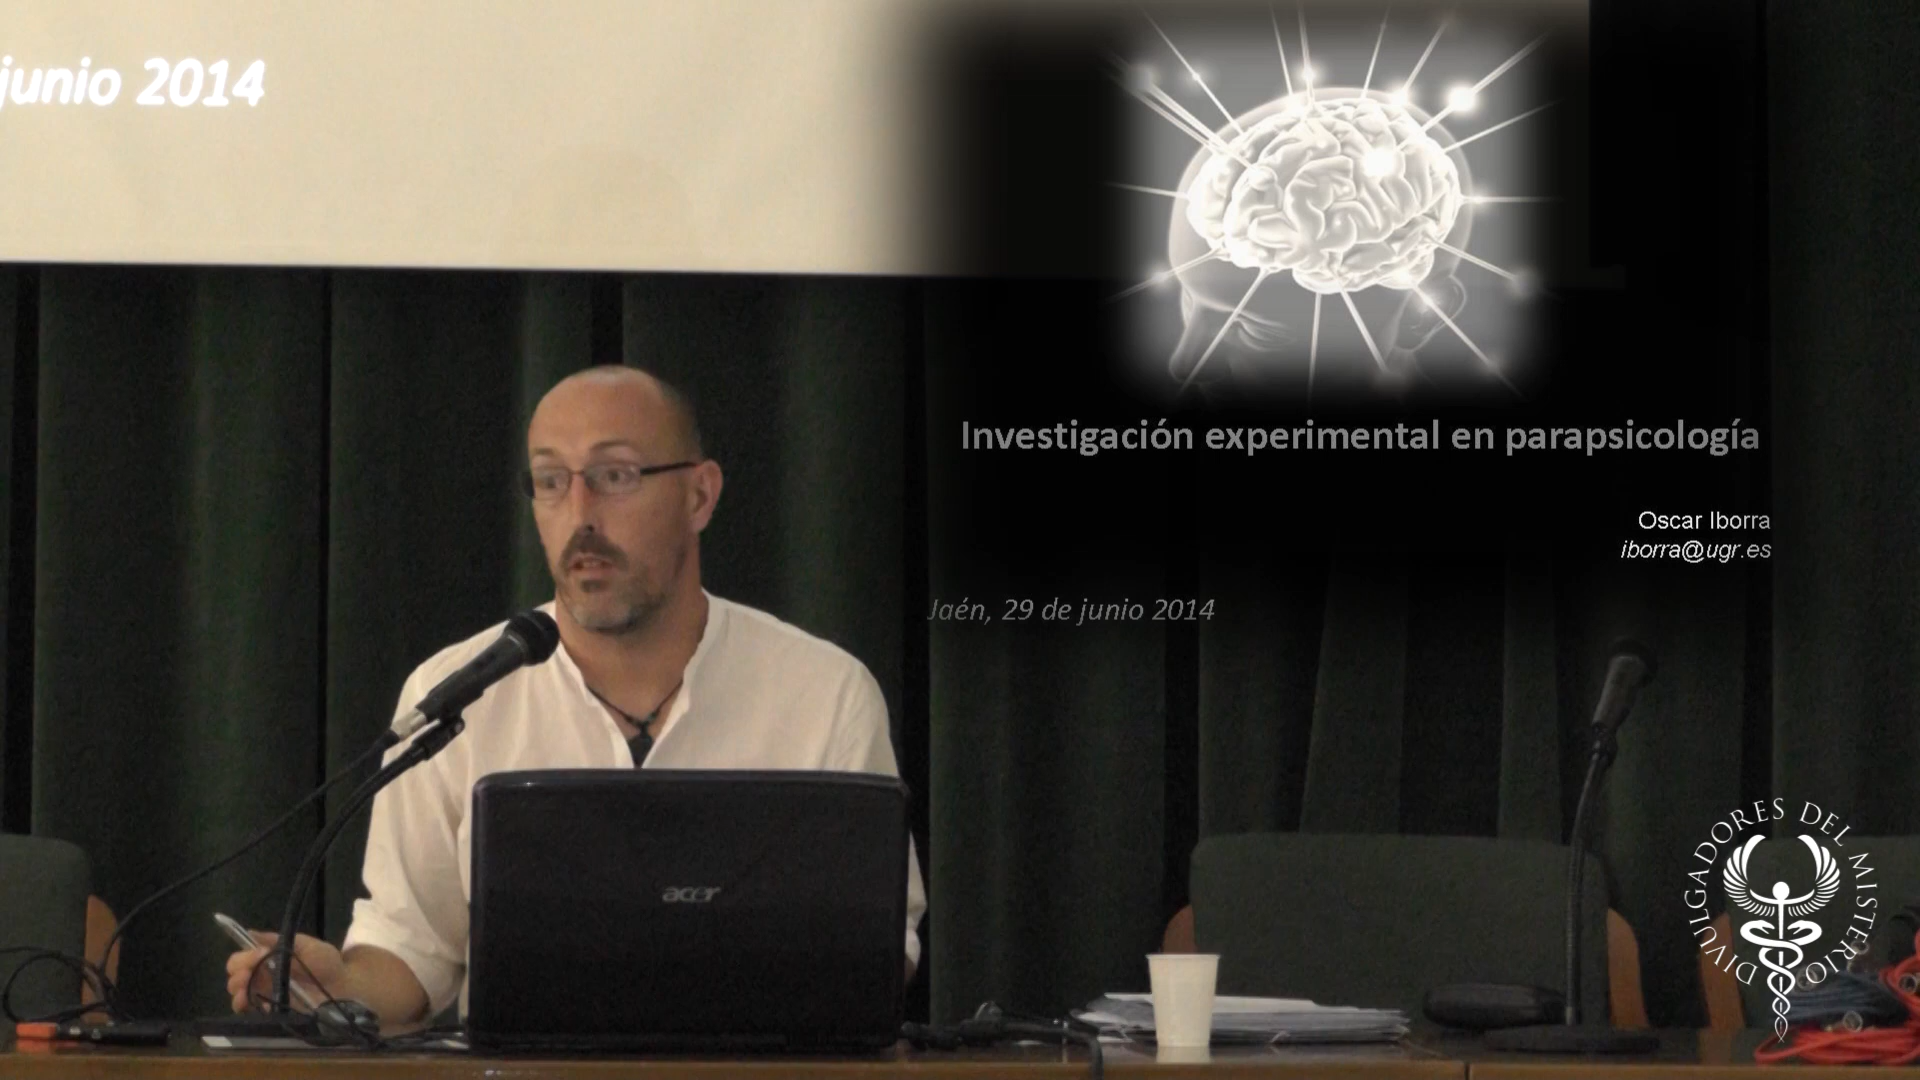 junio 2014
Investigación experimental en parapsicología
Oscar Iborra
iborra@ugr.es
Jaén, 29 de junio 2014
acer
DIVULGADORES DEL MISTERIO